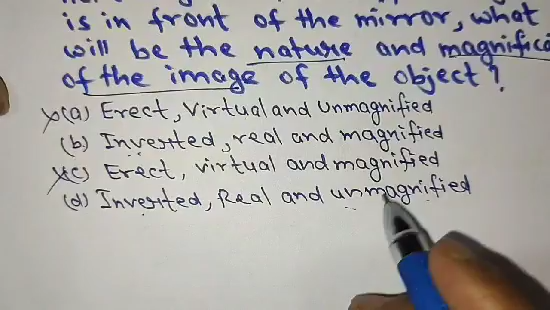 is in front of the mirror, what
will be the nature and magnific
of the image of the object?
(a) Erect, Virtual and Unmagnified
(b) Inverted, real and magnified
(c) Erect, virtual and magnified
(d) Inverted, Real and unmagnified